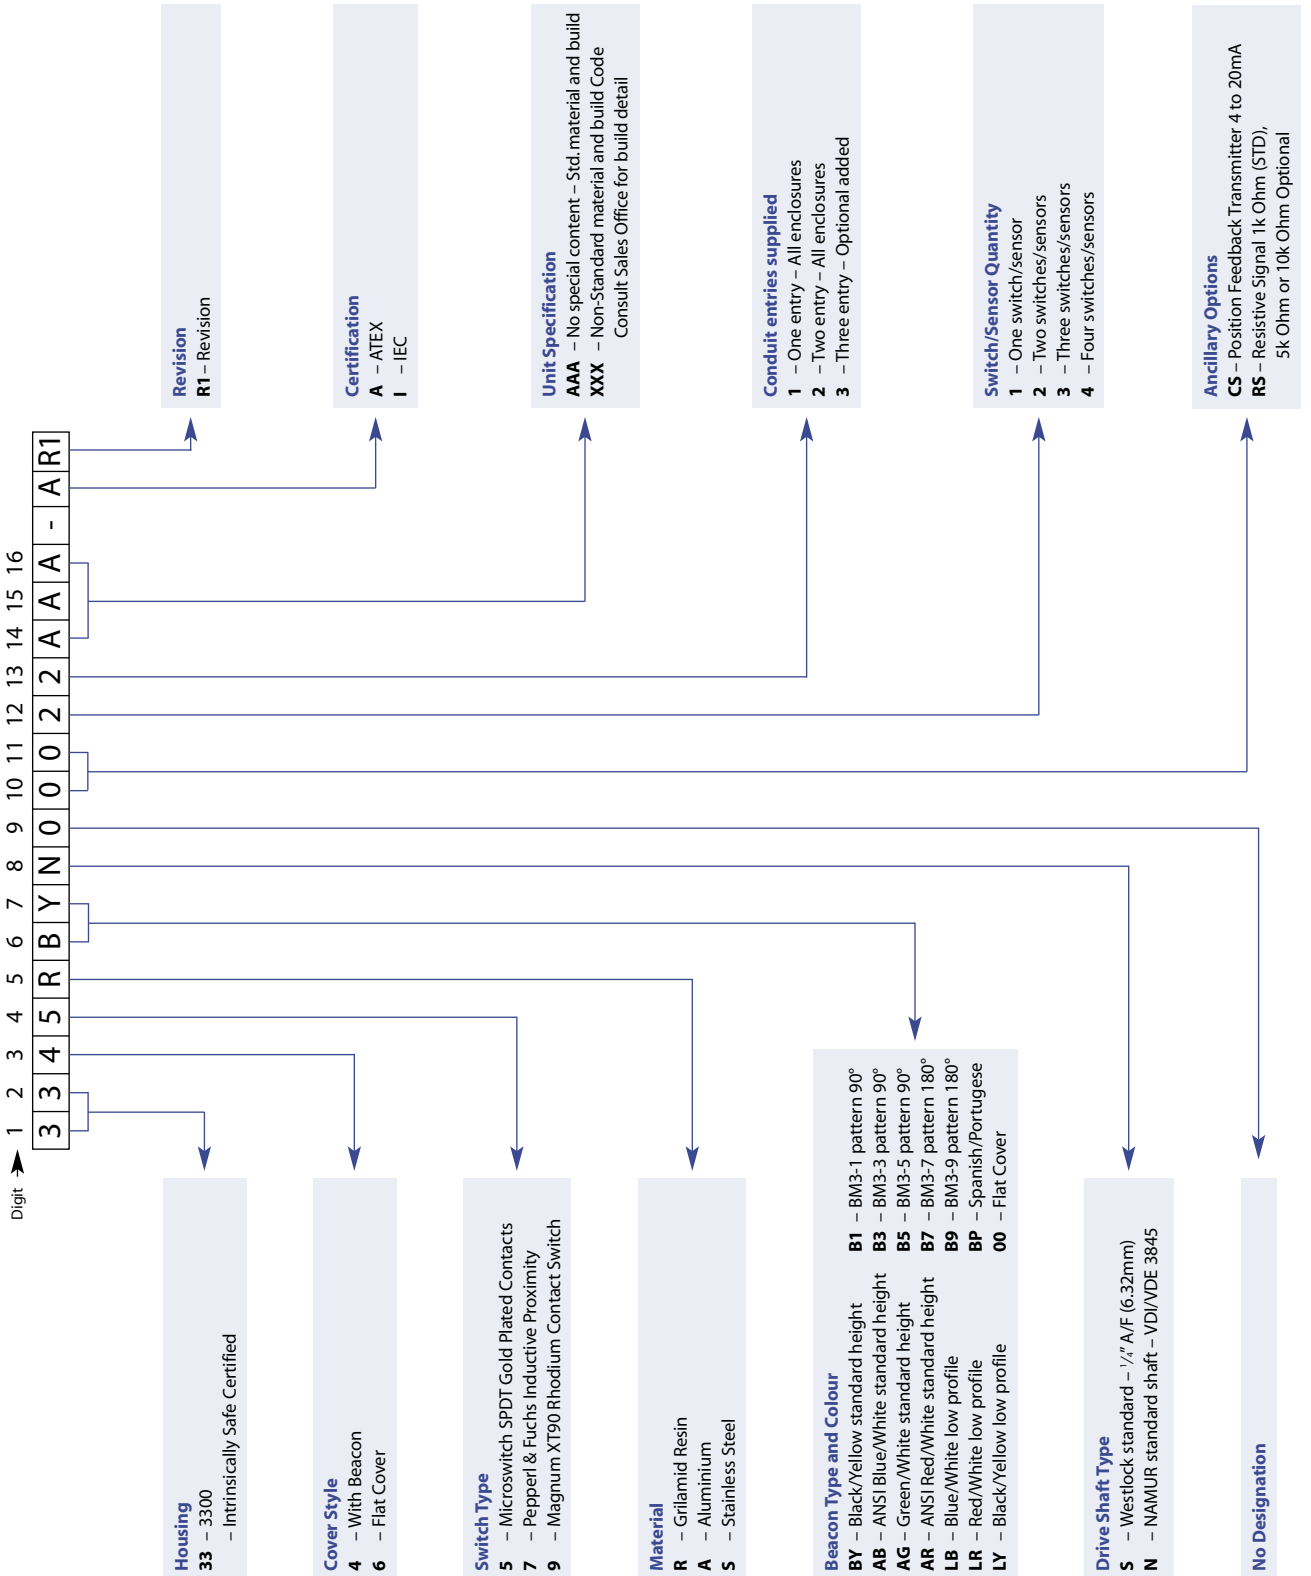 Digit
1 2 3 4 5 6 7 8 9 10 11 12 13 14 15 16
3 3 4 5 R B Y N 0 0 0 2 2 A A A - A R1
Housing
33 – 3300
– Intrinsically Safe Certified
Cover Style
4 – With Beacon
6 – Flat Cover
Switch Type
5 – Microswitch SPDT Gold Plated Contacts
7 – Pepperl & Fuchs Inductive Proximity
9 – Magnum XT90 Rhodium Contact Switch
Material
R – Grilamid Resin
A – Aluminium
S – Stainless Steel
Beacon Type and Colour
BY – Black/Yellow standard height
AB – ANSI Blue/White standard height
AG – Green/White standard height
AR – ANSI Red/White standard height
LB – Blue/White low profile
LR – Red/White low profile
LY – Black/Yellow low profile
B1 – BM3-1 pattern 90°
B3 – BM3-3 pattern 90°
B5 – BM3-5 pattern 90°
B7 – BM3-7 pattern 180°
B9 – BM3-9 pattern 180°
BP – Spanish/Portugese
00 – Flat Cover
Drive Shaft Type
S – Westlock standard – 1/4" A/F (6.32mm)
N – NAMUR standard shaft – VDI/VDE 3845
No Designation
Revision
R1 – Revision
Certification
A – ATEX
I – IEC
Unit Specification
AAA – No special content – Std.material and build
XXX – Non-Standard material and build Code
Consult Sales Office for build detail
Conduit entries supplied
1 – One entry – All enclosures
2 – Two entry – All enclosures
3 – Three entry – Optional added
Switch/Sensor Quantity
1 – One switch/sensor
2 – Two switches/sensors
3 – Three switches/sensors
4 – Four switches/sensors
Ancillary Options
CS – Position Feedback Transmitter 4 to 20mA
RS – Resistive Signal 1k Ohm (STD),
5k Ohm or 10k Ohm Optional